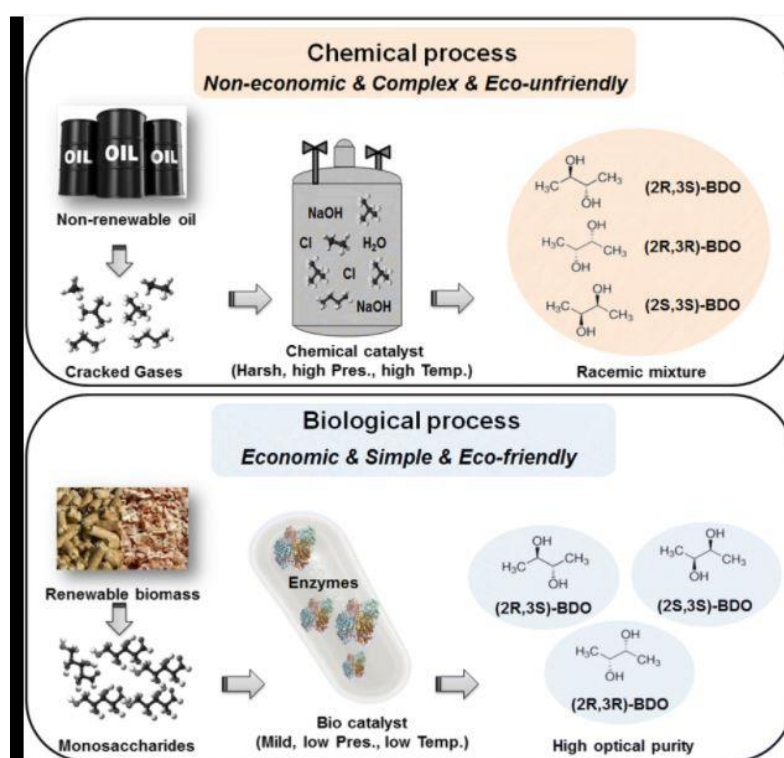 Chemical process
Non-economic & Complex & Eco-unfriendly
OIL
OIL
OIL
Non-renewable oil
Cracked Gases
NaOH
Cl
H₂O
Cl
NaOH
Chemical catalyst
(Harsh, high Pres., high Temp.)
OH
H₃C
CH₃
OH
(2R,3S)-BDO
OH
H₃C
CH₃
OH
(2R,3R)-BDO
OH
H₃C
CH₃
OH
(2S,3S)-BDO
Racemic mixture
Biological process
Economic & Simple & Eco-friendly
Renewable biomass
Monosaccharides
Enzymes
Bio catalyst
(Mild, low Pres., low Temp.)
OH
H₃C
CH₃
OH
(2R,3S)-BDO
OH
H₃C
CH₃
OH
(2S,3S)-BDO
OH
H₃C
CH₃
OH
(2R,3R)-BDO
High optical purity